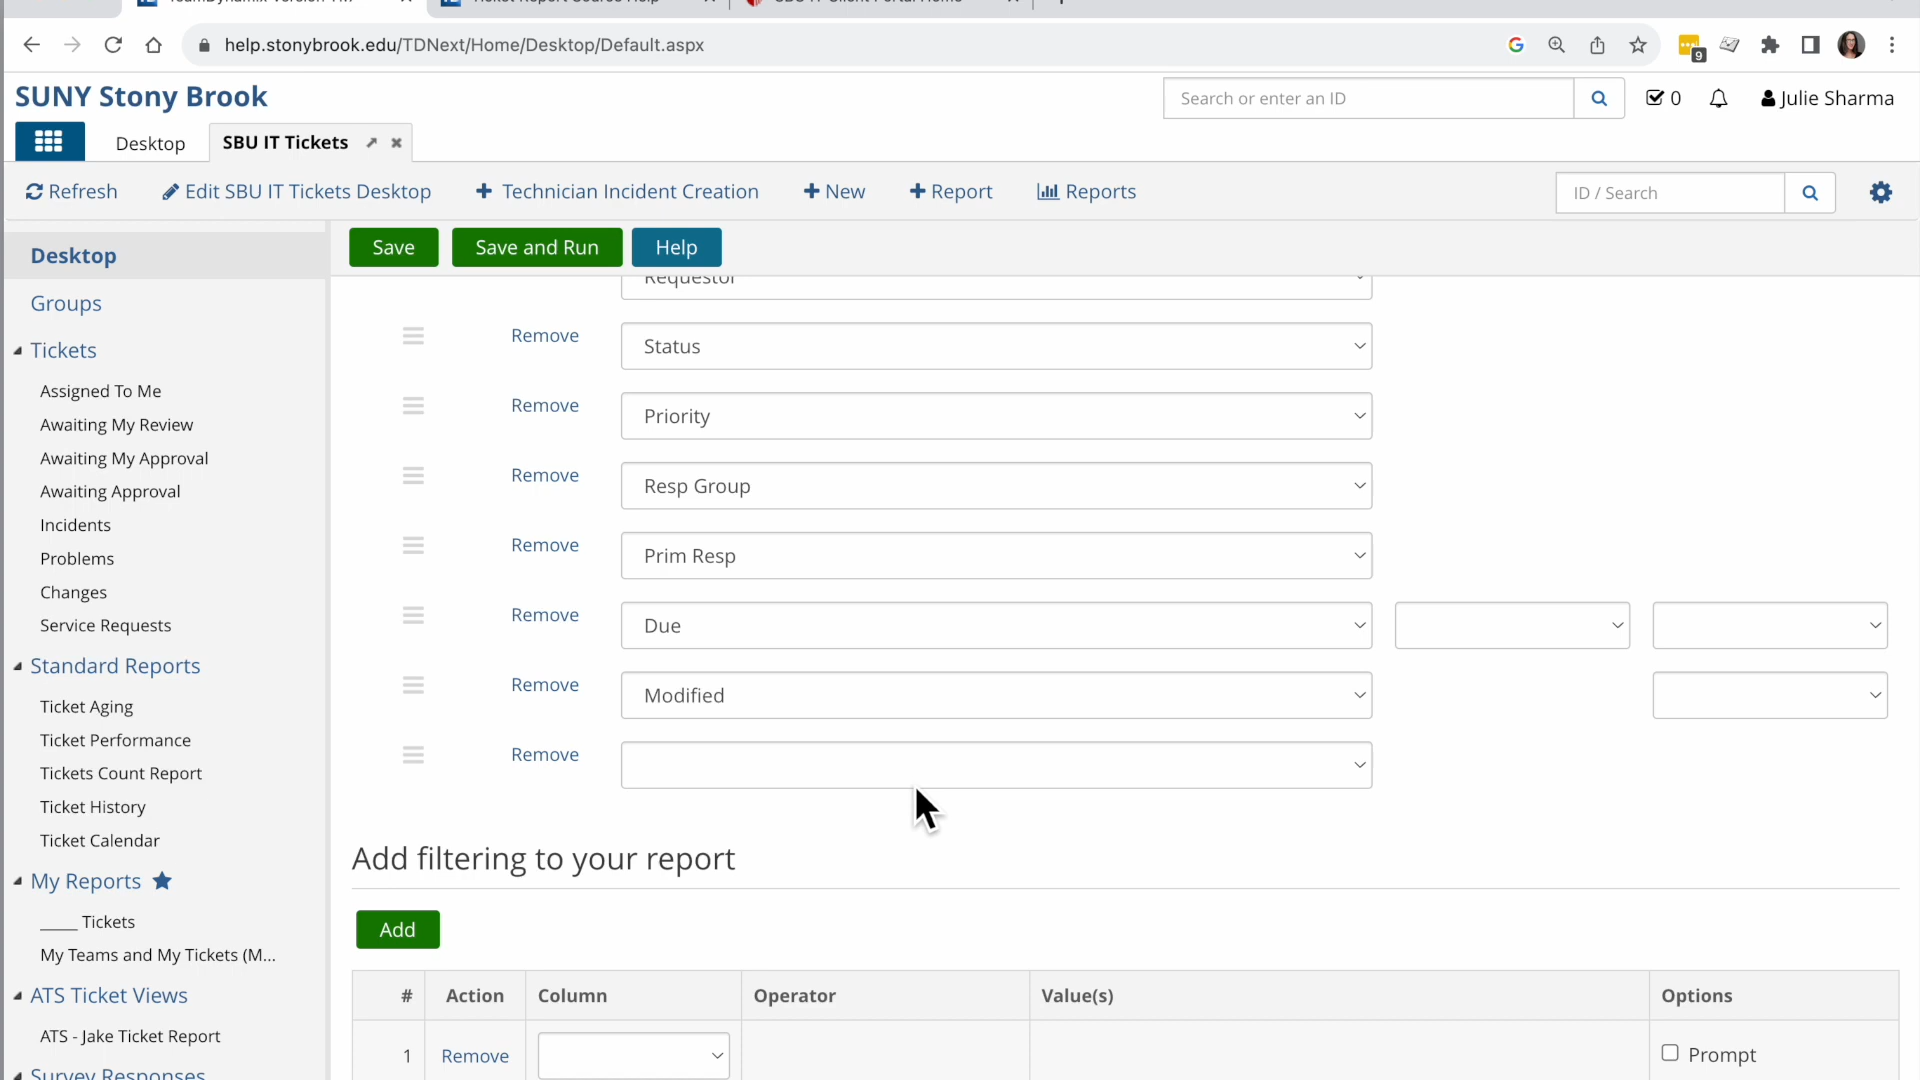 help.stonybrook.edu/TDNext/Home/Desktop/Default.aspx
9
SUNY Stony Brook
Search or enter an ID
0
Julie Sharma
Desktop
SBU IT Tickets
Refresh
Edit SBU IT Tickets Desktop
Technician Incident Creation
New
Report
Reports
ID / Search
Desktop
Groups
Tickets
Assigned To Me
Awaiting My Review
Awaiting My Approval
Awaiting Approval
Incidents
Problems
Changes
Service Requests
Standard Reports
Ticket Aging
Ticket Performance
Tickets Count Report
Ticket History
Ticket Calendar
My Reports
_____ Tickets
My Teams and My Tickets (M...
ATS Ticket Views
ATS - Jake Ticket Report
Survey Responses
Save
Save and Run
Help
Requestor
Remove
Status
Remove
Priority
Remove
Resp Group
Remove
Prim Resp
Remove
Due
Remove
Modified
Remove
Add filtering to your report
Add
# Action Column Operator Value(s) Options
1 Remove Prompt